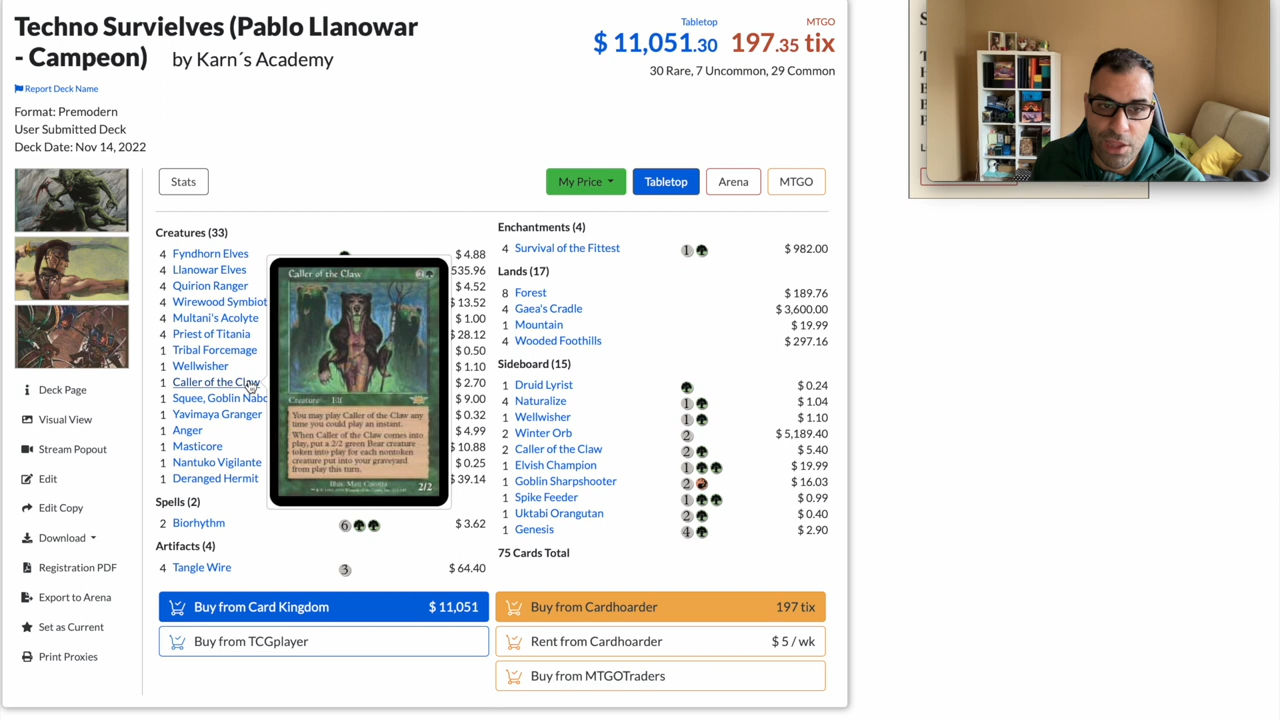 Techno Survielves (Pablo Llanowar
- Campeon) by Karn´s Academy
Report Deck Name
Tabletop
$ 11,051.30
MTGO
197.35 tix
30 Rare, 7 Uncommon, 29 Common
Format: Premodern
User Submitted Deck
Deck Date: Nov 14, 2022
Stats
My Price
Tabletop
Arena
MTGO
Deck Page
Visual View
Stream Popout
Edit
Edit Copy
Download
Registration PDF
Export to Arena
Set as Current
Print Proxies
Creatures (33)
4 Fyndhorn Elves $ 4.88
4 Llanowar Elves 535.96
4 Quirion Ranger $ 4.52
4 Wirewood Symbiot $ 13.52
4 Multani's Acolyte $ 1.00
4 Priest of Titania $ 28.12
1 Tribal Forcemage $ 0.50
1 Wellwisher $ 1.10
1 Caller of the Claw $ 2.70
1 Squee, Goblin Nabo $ 9.00
1 Yavimaya Granger $ 0.32
1 Anger $ 4.99
1 Masticore $ 10.88
1 Nantuko Vigilante $ 0.25
1 Deranged Hermit $ 39.14
Caller of the Claw 2
Creature Elf
You may play Caller of the Claw any
time you could play an instant.
When Caller of the Claw comes into
play, put a 2/2 green Bear creature
token into play for each nontoken
creature put into your graveyard
from play this turn.
2/2
Spells (2)
2 Biorhythm 6 $ 3.62
Artifacts (4)
4 Tangle Wire 3 $ 64.40
Enchantments (4)
4 Survival of the Fittest 1 $ 982.00
Lands (17)
8 Forest $ 189.76
4 Gaea's Cradle $ 3,600.00
1 Mountain $ 19.99
4 Wooded Foothills $ 297.16
Sideboard (15)
1 Druid Lyrist $ 0.24
4 Naturalize 1 $ 1.04
1 Wellwisher 1 $ 1.10
2 Winter Orb 2 $ 5,189.40
2 Caller of the Claw 2 $ 5.40
1 Elvish Champion 1 $ 19.99
1 Goblin Sharpshooter 2 $ 16.03
1 Spike Feeder 1 $ 0.99
1 Uktabi Orangutan 2 $ 0.40
1 Genesis 4 $ 2.90
75 Cards Total
Buy from Card Kingdom $ 11,051
Buy from TCGplayer
Buy from Cardhoarder 197 tix
Rent from Cardhoarder $ 5 / wk
Buy from MTGOTraders